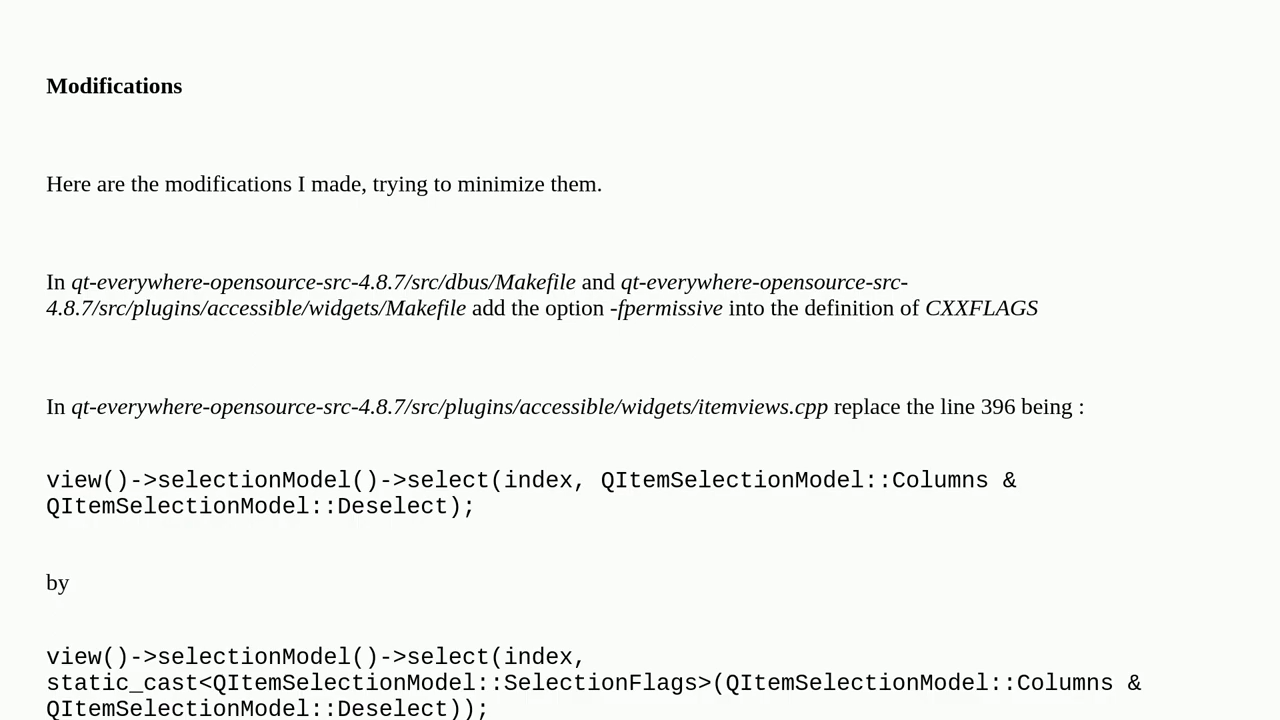 Modifications
Here are the modifications I made, trying to minimize them.
In qt-everywhere-opensource-src-4.8.7/src/dbus/Makefile and qt-everywhere-opensource-src-
4.8.7/src/plugins/accessible/widgets/Makefile add the option -fpermissive into the definition of CXXFLAGS
In qt-everywhere-opensource-src-4.8.7/src/plugins/accessible/widgets/itemviews.cpp replace the line 396 being :
view()->selectionModel()->select(index, QItemSelectionModel::Columns &
QItemSelectionModel::Deselect);
by
view()->selectionModel()->select(index,
static_cast<QItemSelectionModel::SelectionFlags>(QItemSelectionModel::Columns &
QItemSelectionModel::Deselect));